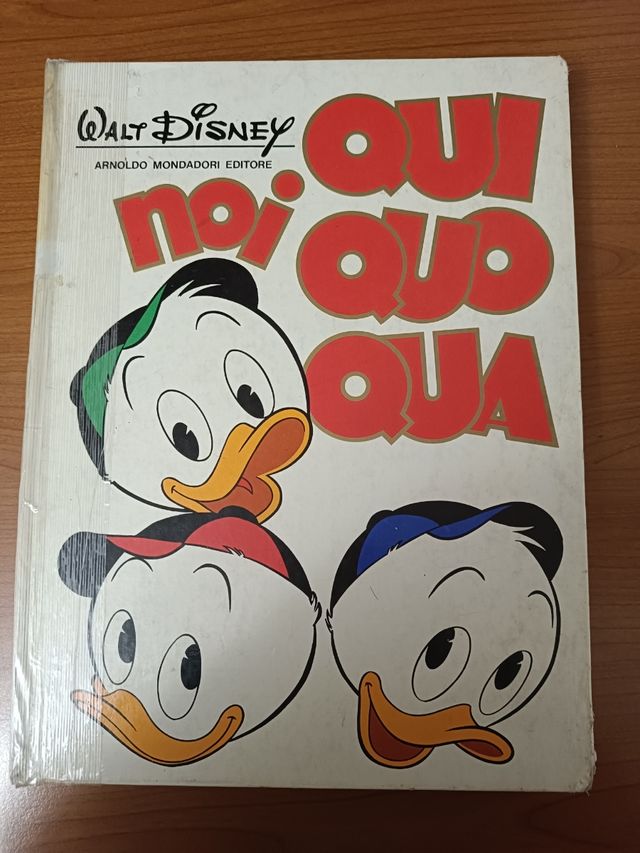 WALT DISNEY
ARNOLDO MONDADORI EDITORE
noi QUI
QUO
QUA